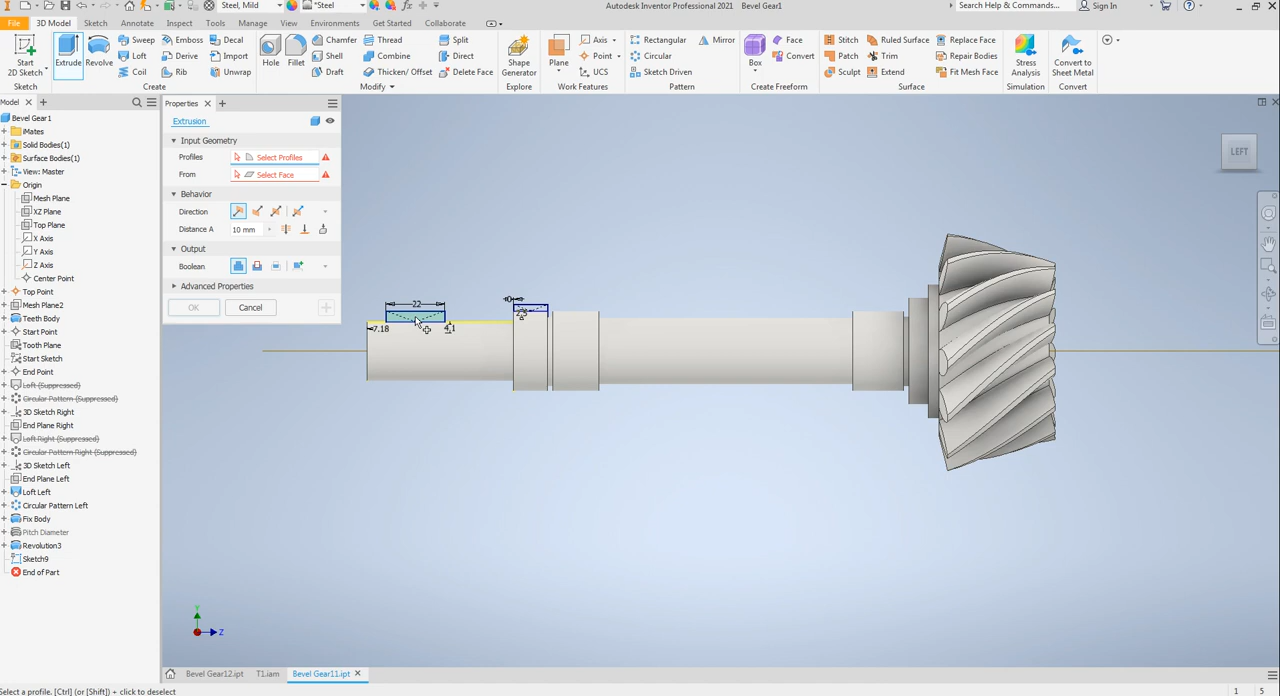 Steel, Mild
*Steel
fx
Autodesk Inventor Professional 2021 Bevel Gear1
Search Help & Commands...
Sign In
File 3D Model Sketch Annotate Inspect Tools Manage View Environments Get Started Collaborate
Start
2D Sketch
Extrude
Revolve
Sweep
Emboss
Decal
Loft
Derive
Import
Coil
Rib
Unwrap
Hole
Fillet
Chamfer
Thread
Split
Shell
Combine
Direct
Draft
Thicken/ Offset
Delete Face
Shape
Generator
Plane
Axis
Point
UCS
Rectangular
Mirror
Circular
Sketch Driven
Box
Face
Convert
Stitch
Ruled Surface
Replace Face
Patch
Trim
Repair Bodies
Sculpt
Extend
Fit Mesh Face
Stress
Analysis
Convert to
Sheet Metal
Sketch Create Modify Explore Work Features Pattern Create Freeform Surface Simulation Convert
Model
Bevel Gear1
iMates
Solid Bodies(1)
Surface Bodies(1)
View: Master
Origin
Mesh Plane
XZ Plane
Top Plane
X Axis
Y Axis
Z Axis
Center Point
Top Point
Mesh Plane2
Teeth Body
Start Point
Tooth Plane
Start Sketch
End Point
Loft (Suppressed)
Circular Pattern (Suppressed)
3D Sketch Right
End Plane Right
Loft Right (Suppressed)
Circular Pattern Right (Suppressed)
3D Sketch Left
End Plane Left
Loft Left
Circular Pattern Left
Fix Body
Pitch Diameter
Revolution3
Sketch9
End of Part
Properties
Extrusion
Input Geometry
Profiles Select Profiles
From Select Face
Behavior
Direction
Distance A 10 mm
Output
Boolean
Advanced Properties
OK
Cancel
LEFT
22
7.18
Y
Z
Bevel Gear12.ipt T1.iam Bevel Gear11.ipt
Select a profile. [Ctrl] (or [Shift]) + click to deselect
1 5